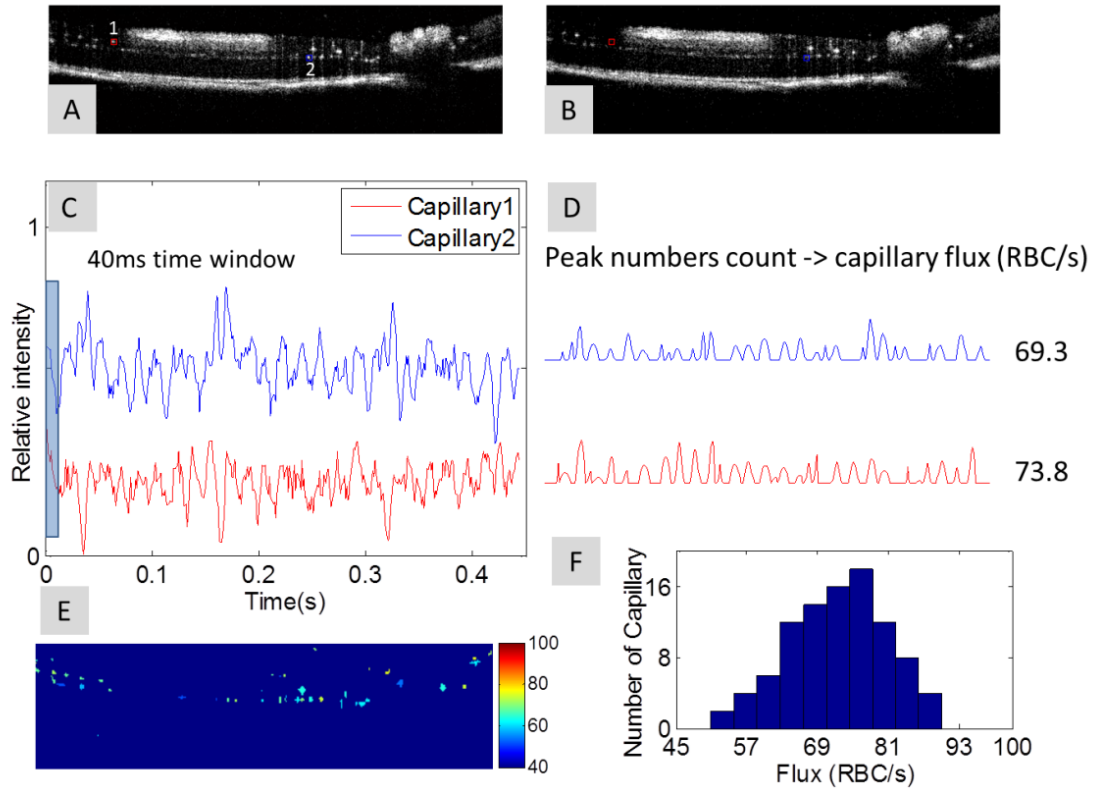 1
2
A
B
C
Capillary1
Capillary2
40ms time window
1
0
Relative intensity
0
0.1
0.2
0.3
0.4
Time(s)
D
Peak numbers count -> capillary flux (RBC/s)
69.3
73.8
E
100
80
60
40
F
Number of Capillary
16
8
0
45
57
69
81
93
100
Flux (RBC/s)